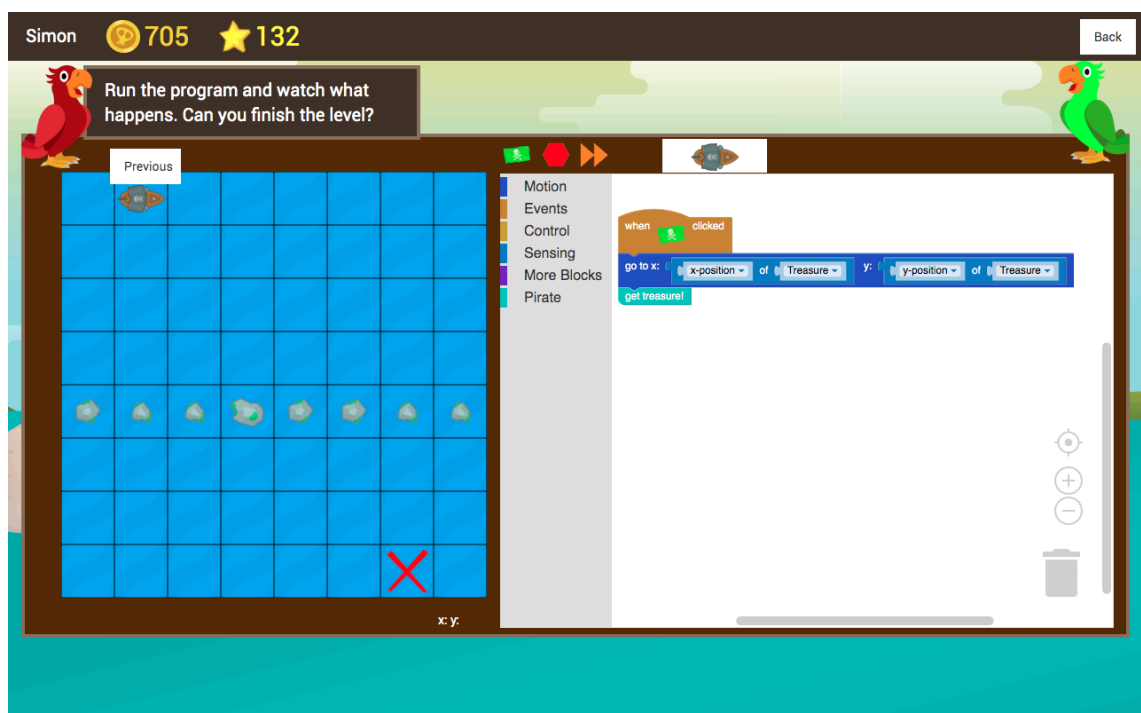 Simon 705 132 Back
Run the program and watch what
happens. Can you finish the level?
Previous
Motion
Events
Control
Sensing
More Blocks
Pirate
when clicked
go to x: x-position of Treasure y: y-position of Treasure
get treasure!
x: y: